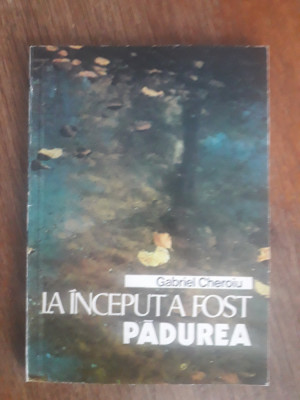 Gabriel Cheroiu
LA ÎNCEPUT A FOST
PĂDUREA